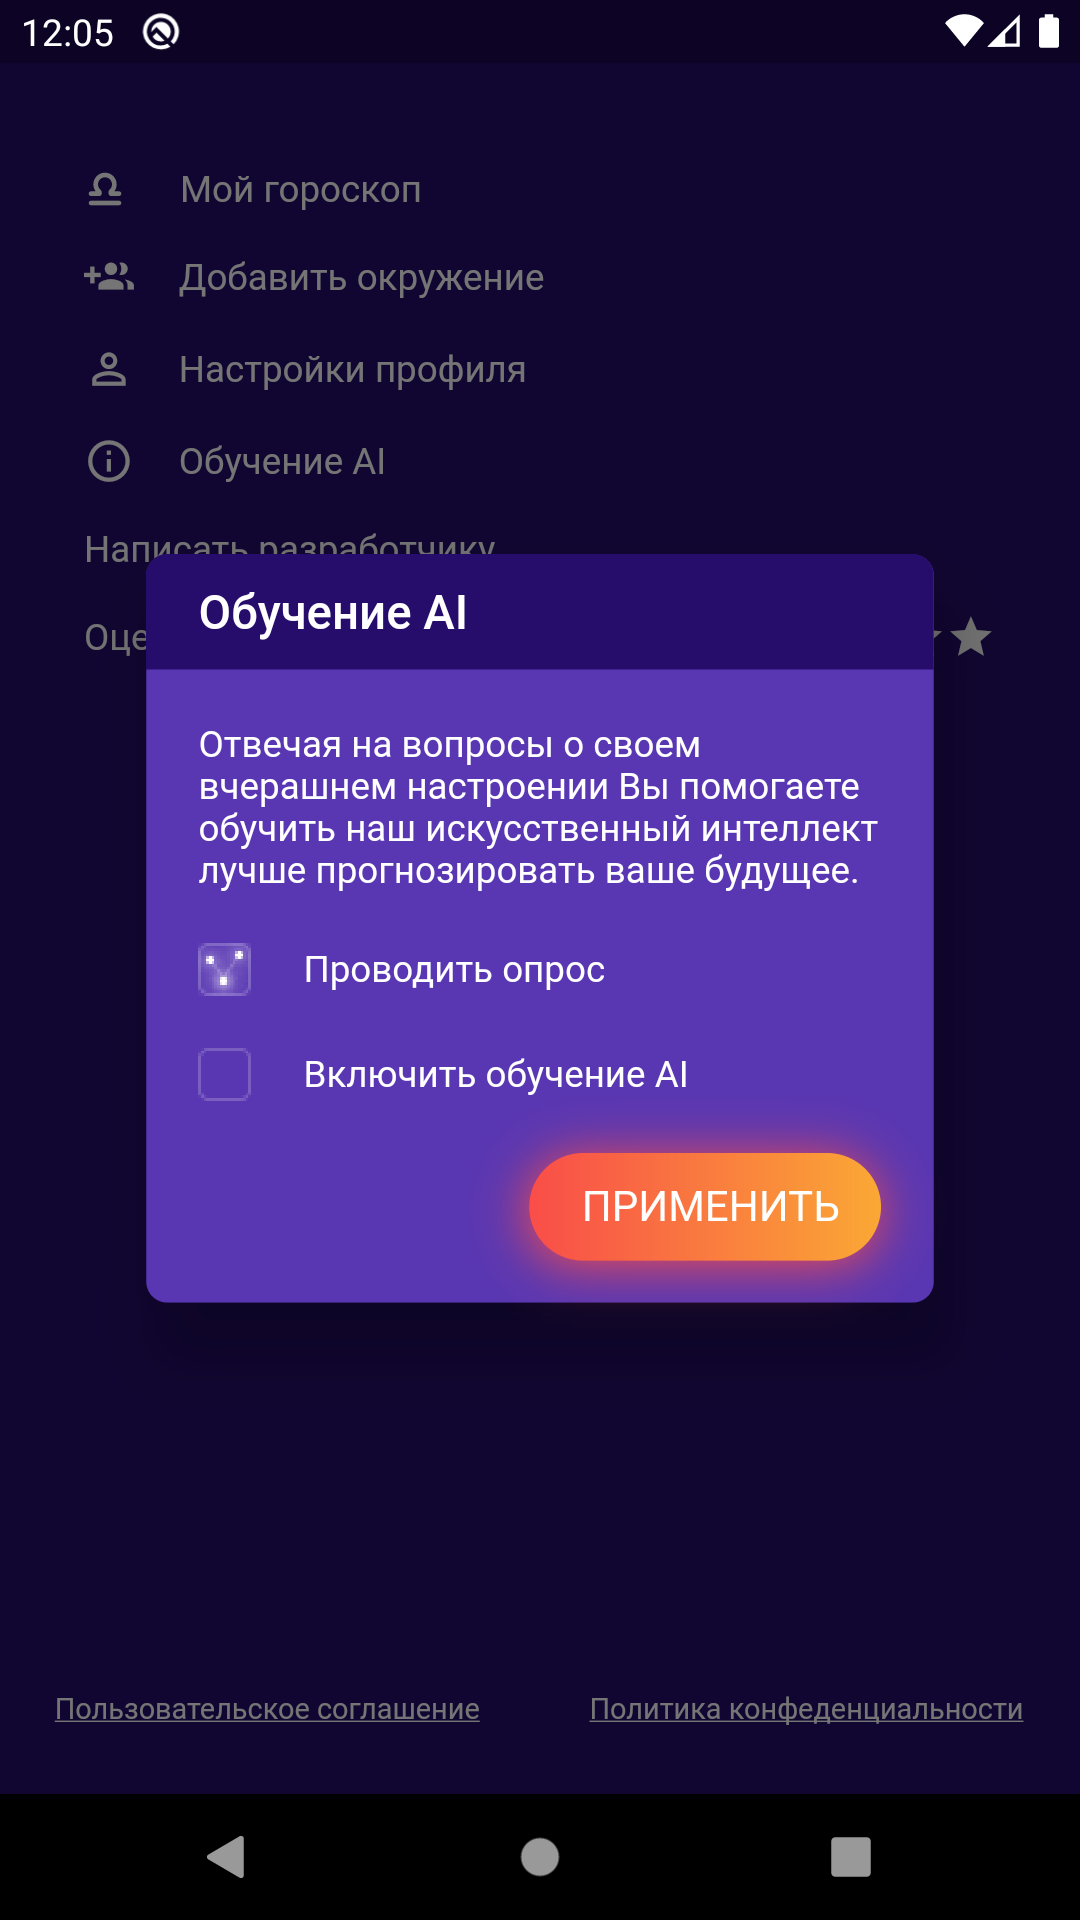 12:05
Мой гороскоп
Добавить окружение
Настройки профиля
Обучение AI
Написать разработчику
Оце
Обучение AI
Отвечая на вопросы о своем
вчерашнем настроении Вы помогаете
обучить наш искусственный интеллект
лучше прогнозировать ваше будущее.
Проводить опрос
Включить обучение AI
ПРИМЕНИТЬ
Пользовательское соглашение
Политика конфеденциальности